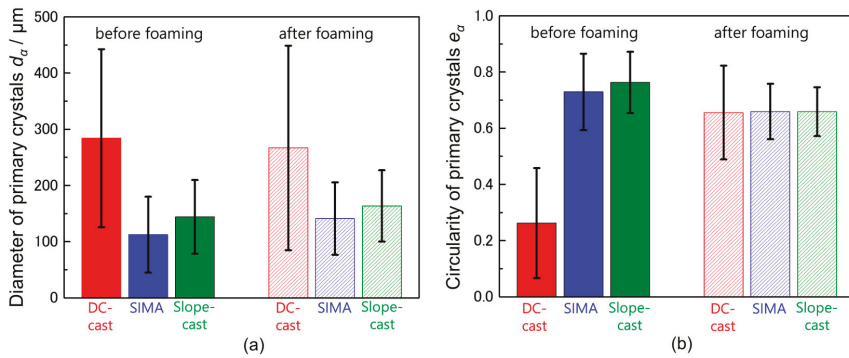 (a)
500
400
300
200
100
0
Diameter of primary crystals dα / μm
before foaming
after foaming
DC-
cast
SIMA
Slope-
cast
DC-
cast
SIMA
Slope-
cast
(a)
(b)
1.0
0.8
0.6
0.4
0.2
0.0
Circularity of primary crystals eα
before foaming
after foaming
DC-
cast
SIMA
Slope-
cast
DC-
cast
SIMA
Slope-
cast
(b)